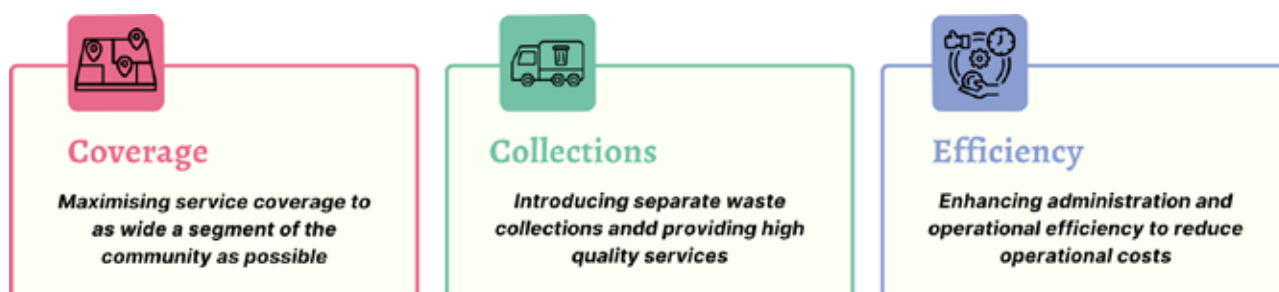 Coverage
Maximising service coverage to
as wide a segment of the
community as possible
Collections
Introducing separate waste
collections andd providing high
quality services
Efficiency
Enhancing administration and
operational efficiency to reduce
operational costs